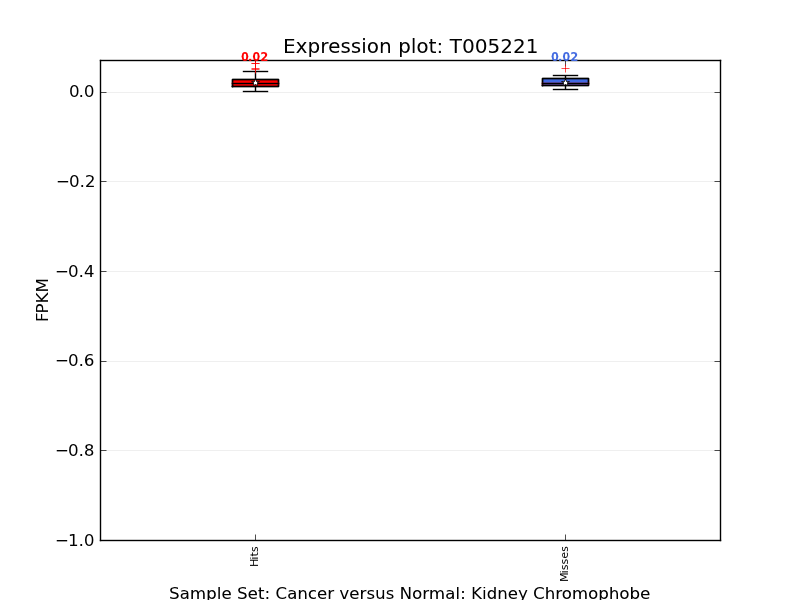 Expression plot: T005221
0.02
0.02
0.0
−0.2
−0.4
−0.6
−0.8
−1.0
FPKM
Hits
Misses
Sample Set: Cancer versus Normal: Kidney Chromophobe